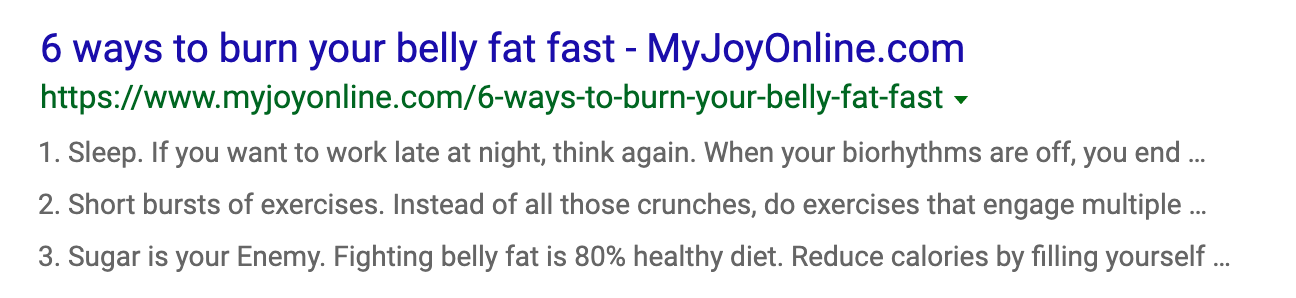 6 ways to burn your belly fat fast - MyJoyOnline.com
https://www.myjoyonline.com/6-ways-to-burn-your-belly-fat-fast
1. Sleep. If you want to work late at night, think again. When your biorhythms are off, you end ...
2. Short bursts of exercises. Instead of all those crunches, do exercises that engage multiple ...
3. Sugar is your Enemy. Fighting belly fat is 80% healthy diet. Reduce calories by filling yourself ...